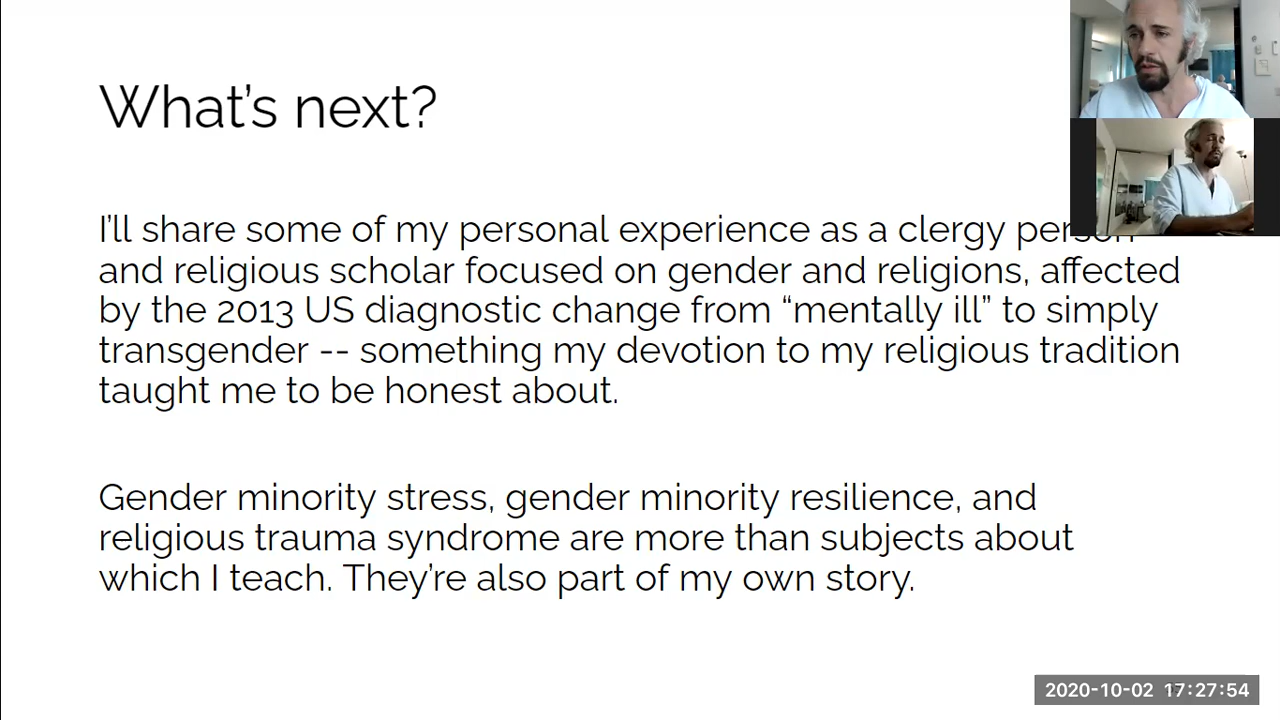 What’s next?
I’ll share some of my personal experience as a clergy person
and religious scholar focused on gender and religions, affected
by the 2013 US diagnostic change from “mentally ill” to simply
transgender -- something my devotion to my religious tradition
taught me to be honest about.
Gender minority stress, gender minority resilience, and
religious trauma syndrome are more than subjects about
which I teach. They’re also part of my own story.
2020-10-02 17:27:54